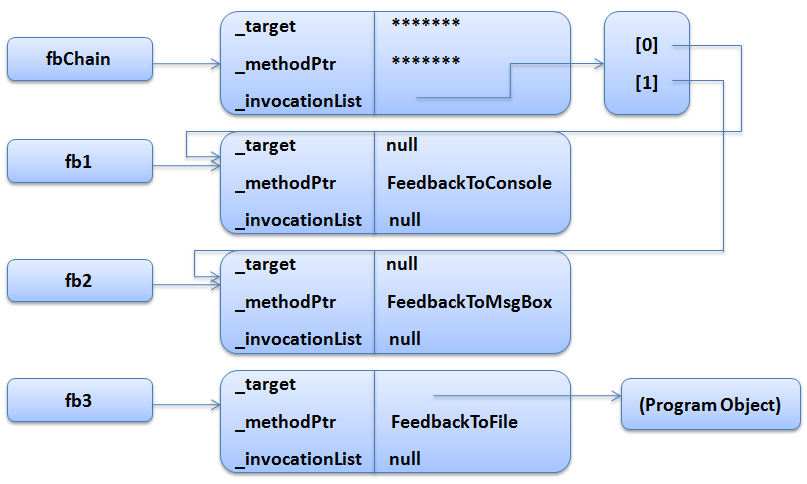 fbChain
_target *******
_methodPtr *******
_invocationList
[0]
[1]
fb1
_target null
_methodPtr FeedbackToConsole
_invocationList null
fb2
_target null
_methodPtr FeedbackToMsgBox
_invocationList null
fb3
_target
_methodPtr FeedbackToFile
_invocationList null
(Program Object)